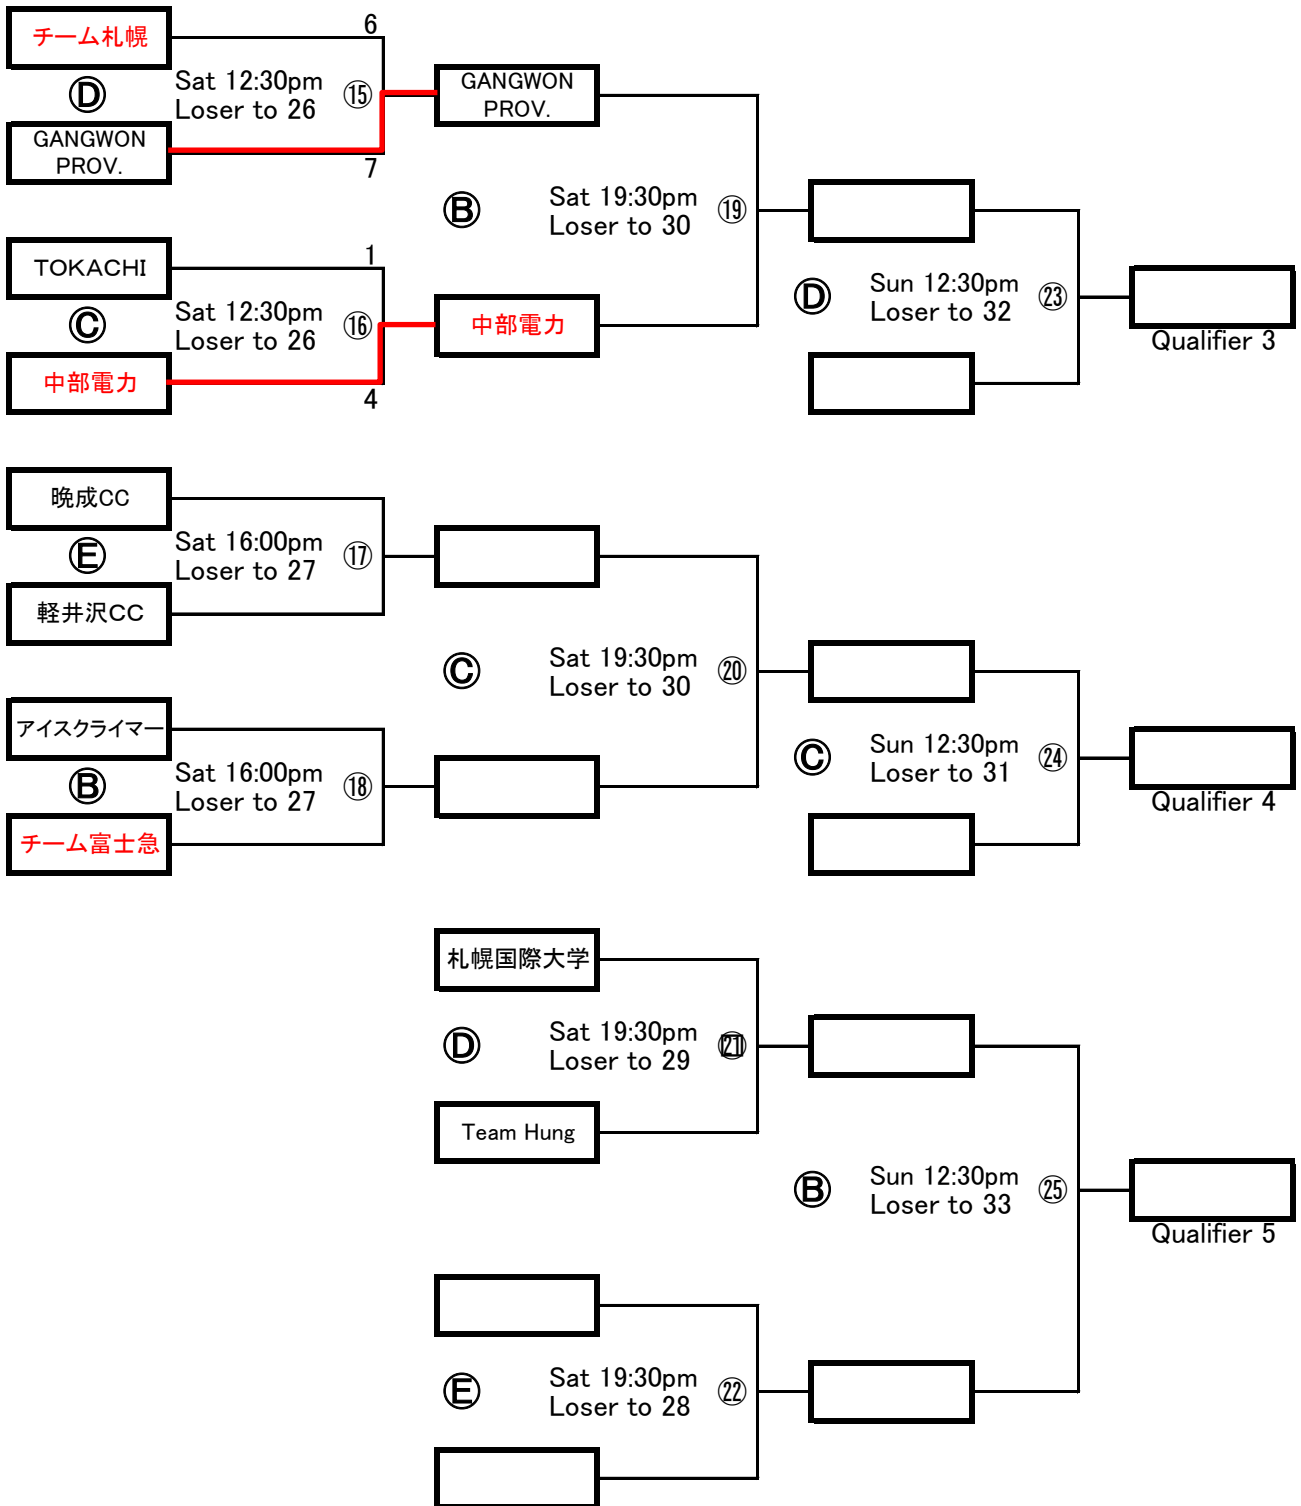 チーム札幌
6
Ⓓ
Sat 12:30pm
Loser to 26
⑮
GANGWON
PROV.
7
GANGWON
PROV.
Ⓑ
Sat 19:30pm
Loser to 30
⑲
TOKACHI
1
Ⓒ
Sat 12:30pm
Loser to 26
⑯
中部電力
4
中部電力
Ⓓ
Sun 12:30pm
Loser to 32
㉓
Qualifier 3
晩成CC
Ⓔ
Sat 16:00pm
Loser to 27
⑰
軽井沢CC
Ⓒ
Sat 19:30pm
Loser to 30
⑳
アイスクライマー
Ⓑ
Sat 16:00pm
Loser to 27
⑱
チーム富士急
Ⓒ
Sun 12:30pm
Loser to 31
㉔
Qualifier 4
札幌国際大学
Ⓓ
Sat 19:30pm
Loser to 29
㉑
Team Hung
Ⓑ
Sun 12:30pm
Loser to 33
㉕
Qualifier 5
Ⓔ
Sat 19:30pm
Loser to 28
㉒